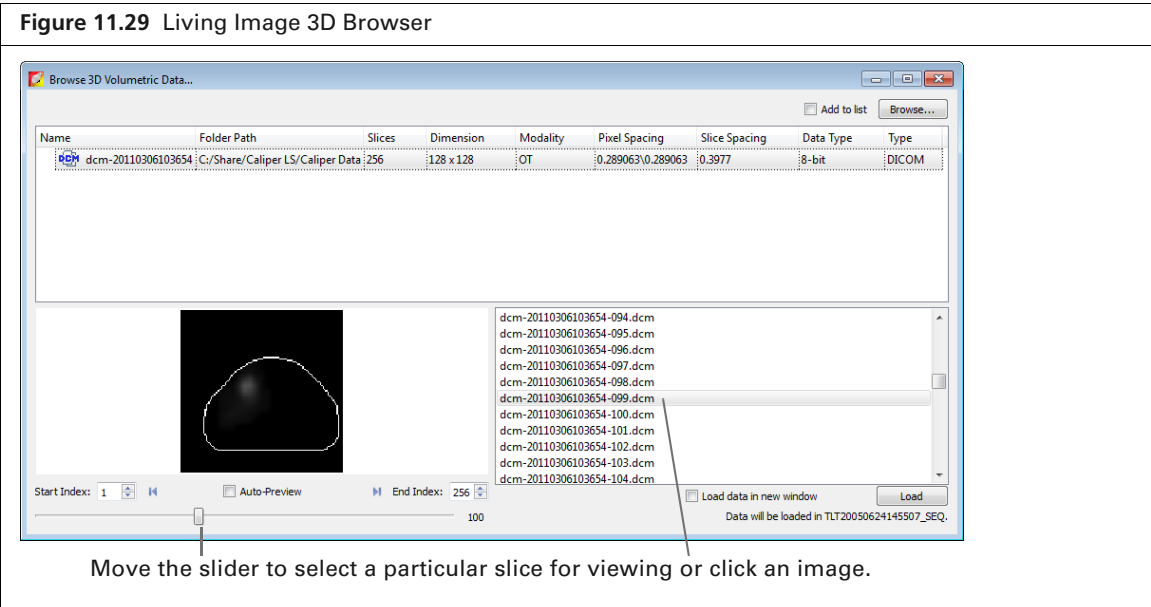 Figure 11.29 Living Image 3D Browser
Browse 3D Volumetric Data...
Add to list Browse...
Name Folder Path Slices Dimension Modality Pixel Spacing Slice Spacing Data Type Type
DCM dcm-20110306103654 C:/Share/Caliper LS/Caliper Data 256 128 x 128 OT 0.289063\0.289063 0.3977 8-bit DICOM
dcm-20110306103654-094.dcm
dcm-20110306103654-095.dcm
dcm-20110306103654-096.dcm
dcm-20110306103654-097.dcm
dcm-20110306103654-098.dcm
dcm-20110306103654-099.dcm
dcm-20110306103654-100.dcm
dcm-20110306103654-101.dcm
dcm-20110306103654-102.dcm
dcm-20110306103654-103.dcm
dcm-20110306103654-104.dcm
Start Index: 1 Auto-Preview End Index: 256
Load data in new window Load
100
Data will be loaded in TLT20050624145507_SEQ.
Move the slider to select a particular slice for viewing or click an image.